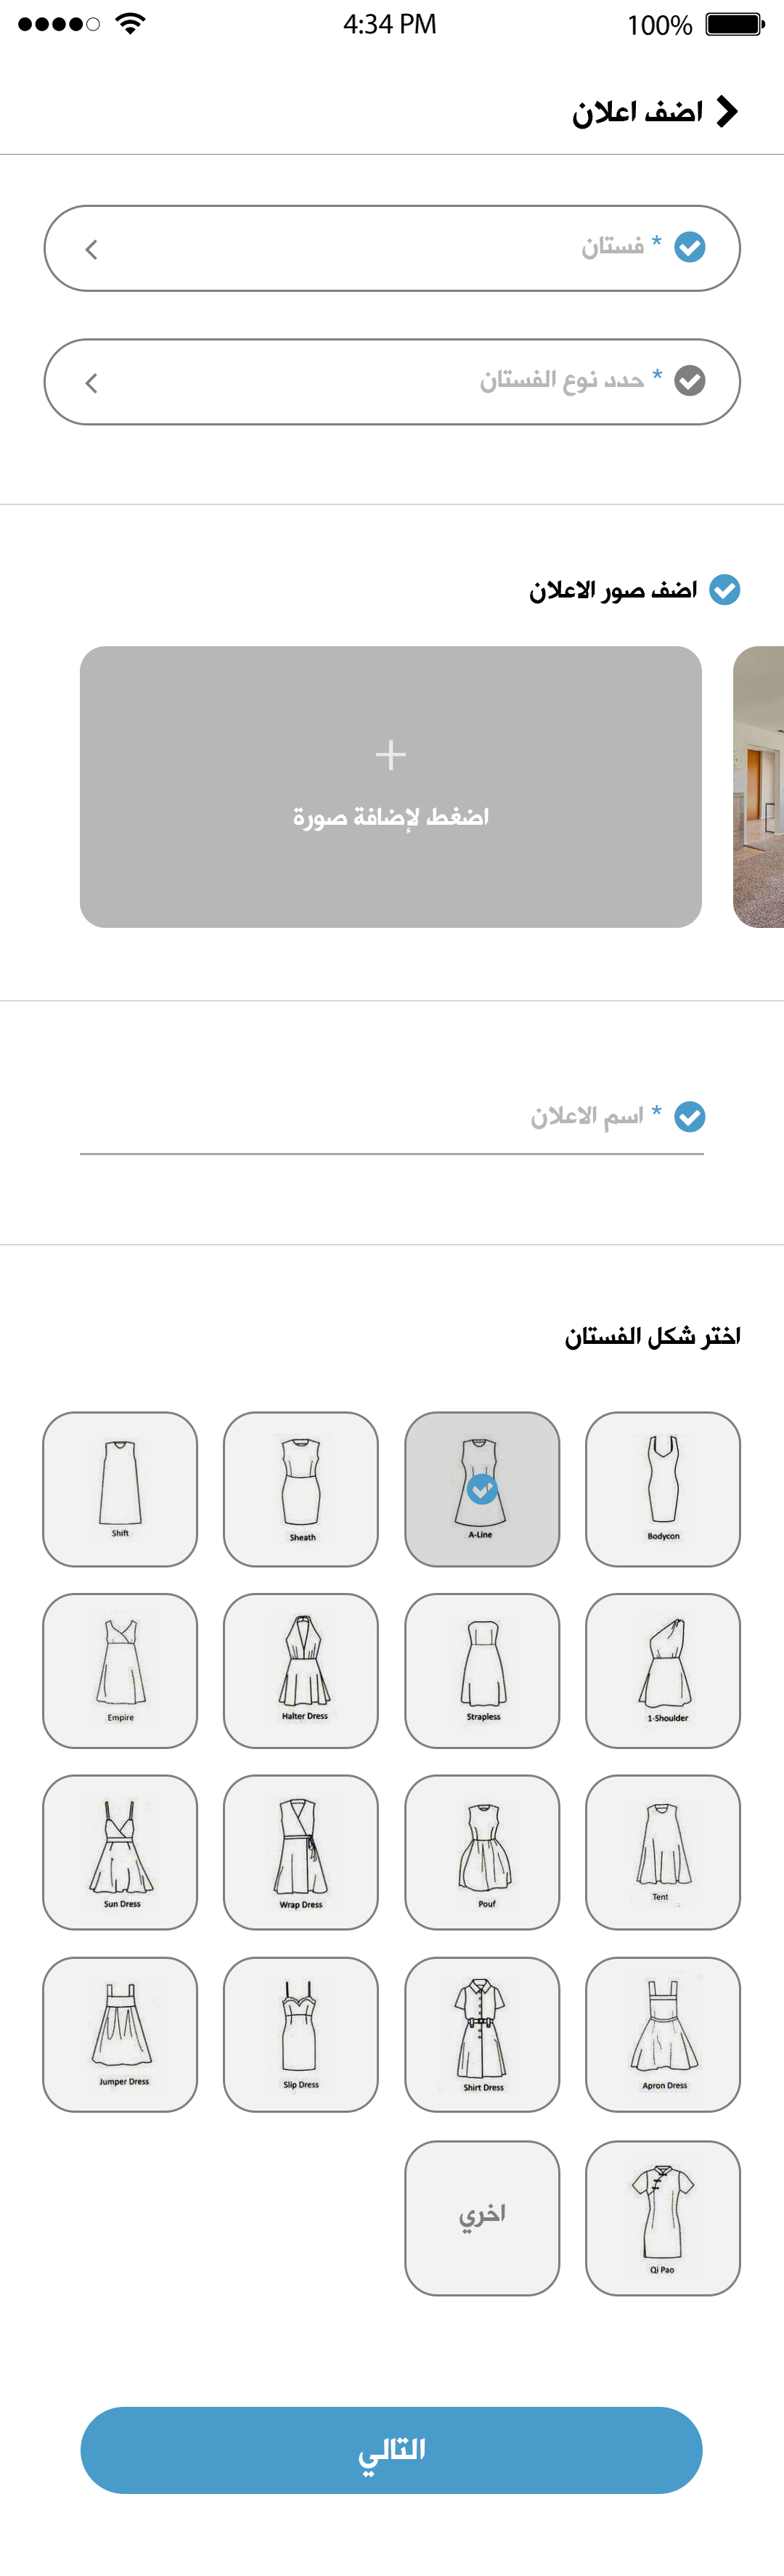 4:34 PM
100%
اضف اعلان
* فستان
* حدد نوع الفستان
اضف صور الاعلان
+
اضغط لإضافة صورة
* اسم الاعلان
اختر شكل الفستان
Bodycon
A-Line
Sheath
Shift
1-Shoulder
Strapless
Halter Dress
Empire
Tent
Pouf
Wrap Dress
Sun Dress
Apron Dress
Shirt Dress
Slip Dress
Jumper Dress
Qi Pao
اخري
التالي